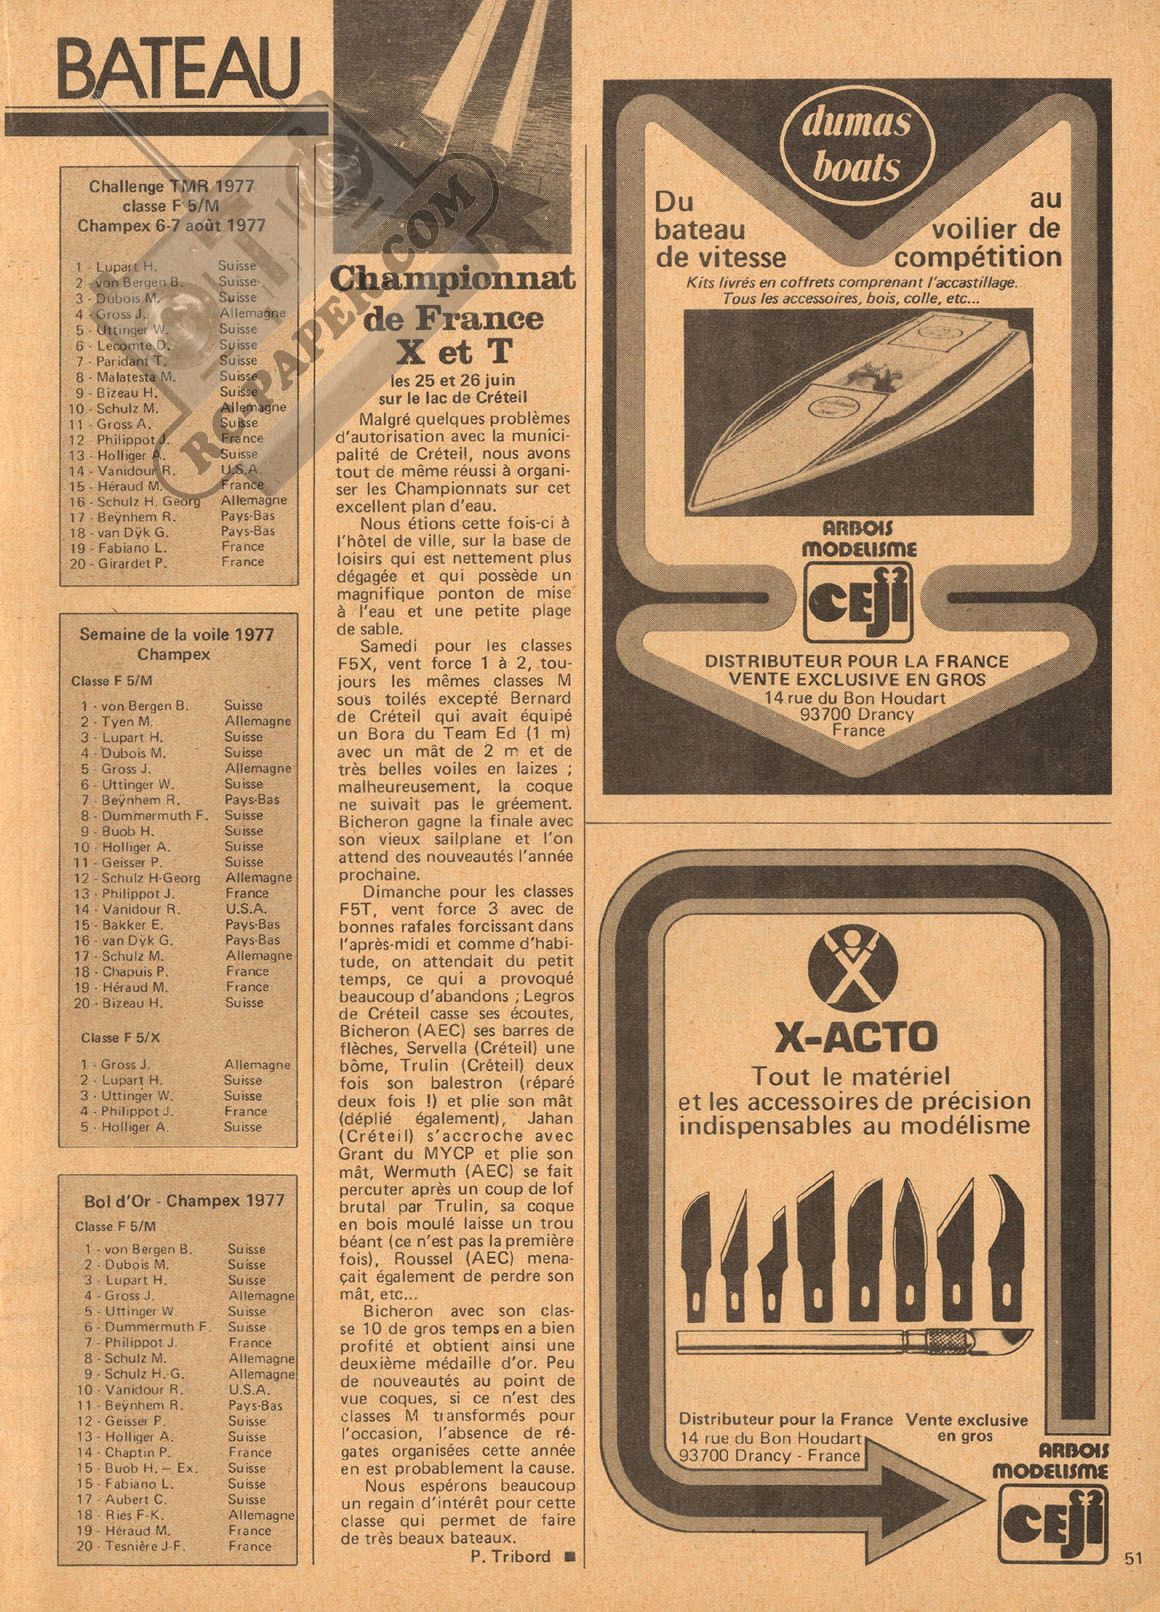 BATEAU
Challenge TMR 1977
classe F 5/M
Champex 6-7 août 1977
1 - Lupart H. Suisse
2 - von Bergen B. Suisse
3 - Dubois M. Suisse
4 - Gross J. Allemagne
5 - Uttinger W. Suisse
6 - Lecomte D. Suisse
7 - Paridant T. Suisse
8 - Malatesta M. Suisse
9 - Bizeau H. Suisse
10 - Schulz M. Allemagne
11 - Gross A. Suisse
12 - Philippot J. France
13 - Holliger A. Suisse
14 - Vanidour R. U.S.A.
15 - Héraud M. France
16 - Schulz H. Georg Allemagne
17 - Beÿnhem R. Pays-Bas
18 - van Dÿk G. Pays-Bas
19 - Fabiano L. France
20 - Girardet P. France
Semaine de la voile 1977
Champex
Classe F 5/M
1 - von Bergen B. Suisse
2 - Tyen M. Allemagne
3 - Lupart H. Suisse
4 - Dubois M. Suisse
5 - Gross J. Allemagne
6 - Uttinger W. Suisse
7 - Beÿnhem R. Pays-Bas
8 - Dummermuth F. Suisse
9 - Buob H. Suisse
10 - Holliger A. Suisse
11 - Geisser P. Suisse
12 - Schulz H-Georg Allemagne
13 - Philippot J. France
14 - Vanidour R. U.S.A.
15 - Bakker E. Pays-Bas
16 - van Dÿk G. Pays-Bas
17 - Schulz M. Allemagne
18 - Chapuis P. France
19 - Héraud M. France
20 - Bizeau H. Suisse
Classe F 5/X
1 - Gross J. Allemagne
2 - Lupart H. Suisse
3 - Uttinger W. Suisse
4 - Philippot J. France
5 - Holliger A. Suisse
Bol d'Or - Champex 1977
Classe F 5/M
1 - von Bergen B. Suisse
2 - Dubois M. Suisse
3 - Lupart H. Suisse
4 - Gross J. Allemagne
5 - Uttinger W. Suisse
6 - Dummermuth F. Suisse
7 - Philippot J. France
8 - Schulz M. Allemagne
9 - Schulz H.-G. Allemagne
10 - Vanidour R. U.S.A.
11 - Beÿnhem R. Pays-Bas
12 - Geisser P. Suisse
13 - Holliger A. Suisse
14 - Chaptin P. France
15 - Buob H. – Ex. Suisse
15 - Fabiano L. Suisse
17 - Aubert C. Suisse
18 - Ries F-K. Allemagne
19 - Héraud M. France
20 - Tesnière J-F. France
RC-PAPER.COM
Championnat
de France
X et T
les 25 et 26 juin
sur le lac de Créteil
Malgré quelques problèmes
d'autorisation avec la munici-
palité de Créteil, nous avons
tout de même réussi à organi-
ser les Championnats sur cet
excellent plan d'eau.
Nous étions cette fois-ci à
l'hôtel de ville, sur la base de
loisirs qui est nettement plus
dégagée et qui possède un
magnifique ponton de mise
à l'eau et une petite plage
de sable.
Samedi pour les classes
F5X, vent force 1 à 2, tou-
jours les mêmes classes M
sous toilés excepté Bernard
de Créteil qui avait équipé
un Bora du Team Ed (1 m)
avec un mât de 2 m et de
très belles voiles en laizes ;
malheureusement, la coque
ne suivait pas le gréement.
Bicheron gagne la finale avec
son vieux sailplane et l'on
attend des nouveautés l'année
prochaine.
Dimanche pour les classes
F5T, vent force 3 avec de
bonnes rafales forcissant dans
l'après-midi et comme d'habi-
tude, on attendait du petit
temps, ce qui a provoqué
beaucoup d'abandons ; Legros
de Créteil casse ses écoutes,
Bicheron (AEC) ses barres de
flèches, Servella (Créteil) une
bôme, Trulin (Créteil) deux
fois son balestron (réparé
deux fois !) et plie son mât
(déplié également), Jahan
(Créteil) s'accroche avec
Grant du MYCP et plie son
mât, Wermuth (AEC) se fait
percuter après un coup de lof
brutal par Trulin, sa coque
en bois moulé laisse un trou
béant (ce n'est pas la première
fois), Roussel (AEC) mena-
çait également de perdre son
mât, etc...
Bicheron avec son clas-
se 10 de gros temps en a bien
profité et obtient ainsi une
deuxième médaille d'or. Peu
de nouveautés au point de
vue coques, si ce n'est des
classes M transformés pour
l'occasion, l'absence de ré-
gates organisées cette année
en est probablement la cause.
Nous espérons beaucoup
un regain d'intérêt pour cette
classe qui permet de faire
de très beaux bateaux.
P. Tribord ■
dumas
boats
Du au
bateau voilier de
de vitesse compétition
Kits livrés en coffrets comprenant l'accastillage.
Tous les accessoires, bois, colle, etc...
ARBOIS
MODELISME
CEJI
DISTRIBUTEUR POUR LA FRANCE
VENTE EXCLUSIVE EN GROS
14 rue du Bon Houdart
93700 Drancy
France
X-ACTO
Tout le matériel
et les accessoires de précision
indispensables au modélisme
Distributeur pour la France Vente exclusive
14 rue du Bon Houdart en gros
93700 Drancy - France
ARBOIS
MODELISME
CEJI
51